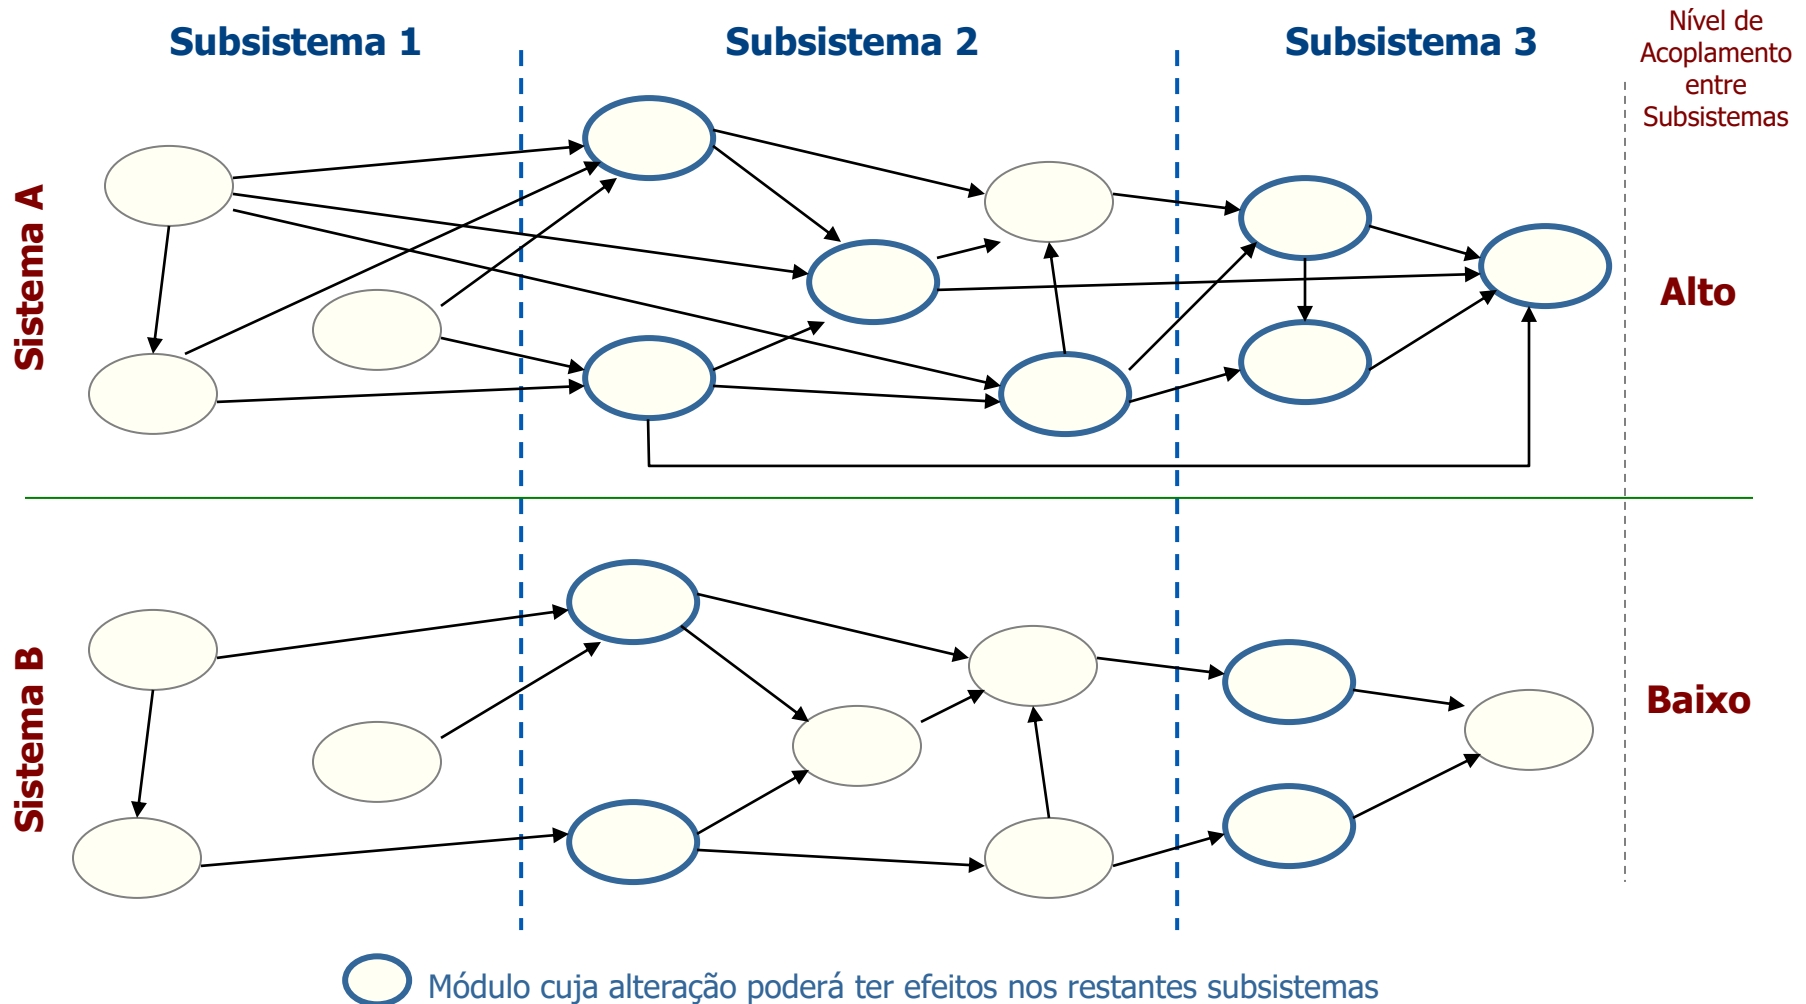 Subsistema 1
Subsistema 2
Subsistema 3
Nível de
Acoplamento
entre
Subsistemas
Sistema A
Alto
Sistema B
Baixo
Módulo cuja alteração poderá ter efeitos nos restantes subsistemas